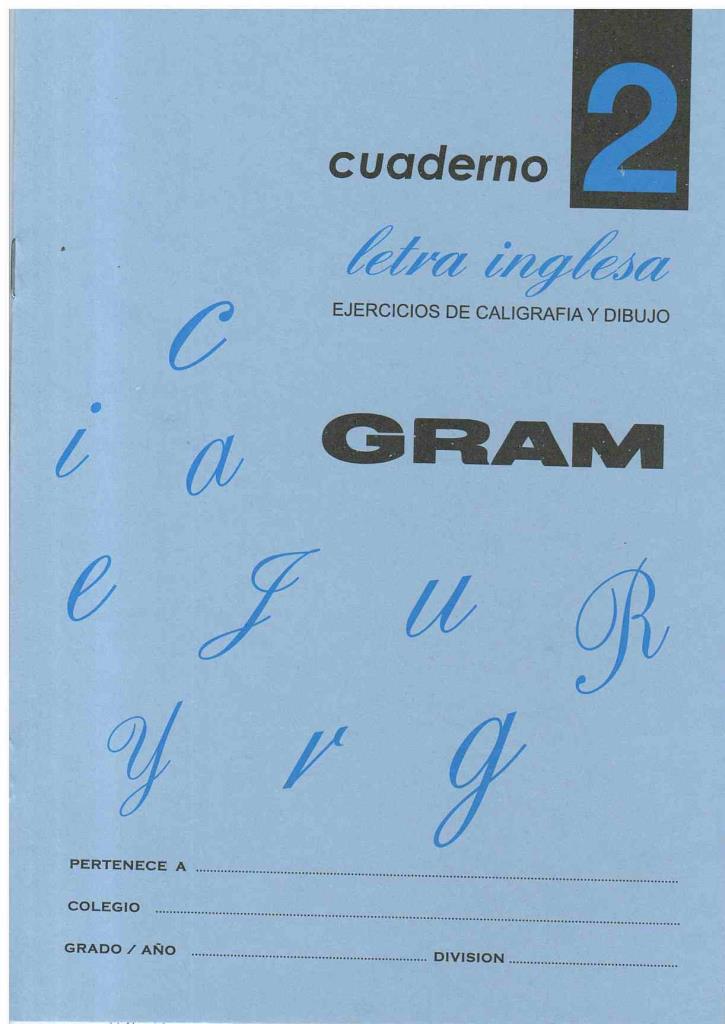 2
cuaderno
letra inglesa
EJERCICIOS DE CALIGRAFIA Y DIBUJO
C
GRAM
i a
e J u R
Y r g
PERTENECE A
COLEGIO
GRADO / AÑO DIVISION